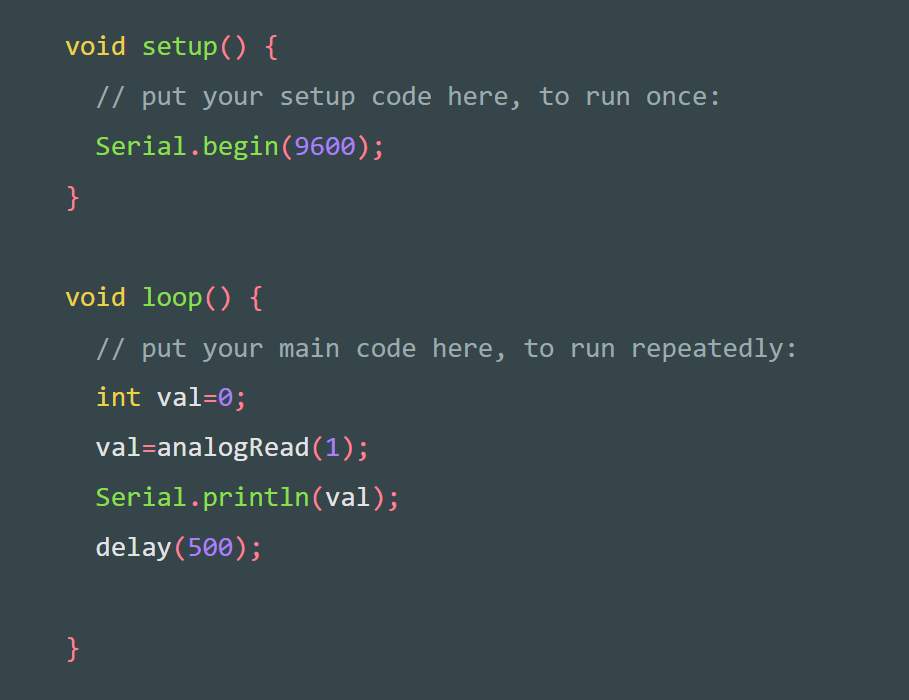 void setup() {
  // put your setup code here, to run once:
  Serial.begin(9600);
}
void loop() {
  // put your main code here, to run repeatedly:
  int val=0;
  val=analogRead(1);
  Serial.println(val);
  delay(500);
}